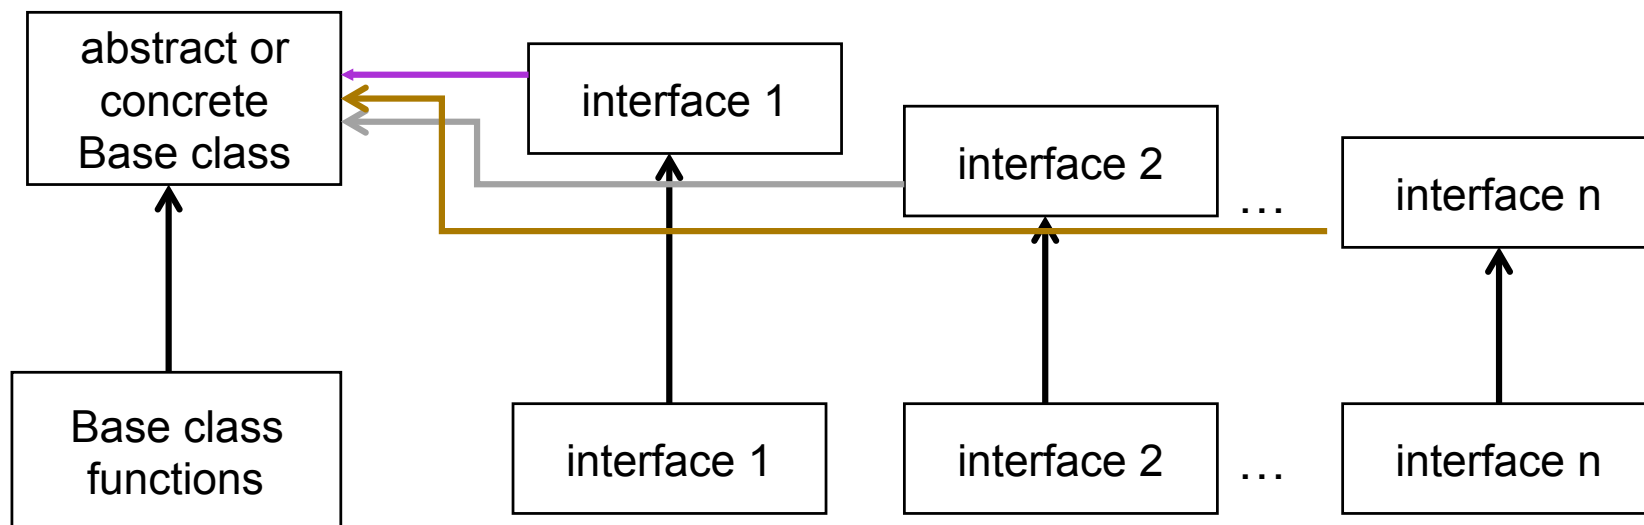 abstract or
concrete
Base class
interface 1
interface 2
…
interface n
Base class
functions
interface 1
interface 2
…
interface n